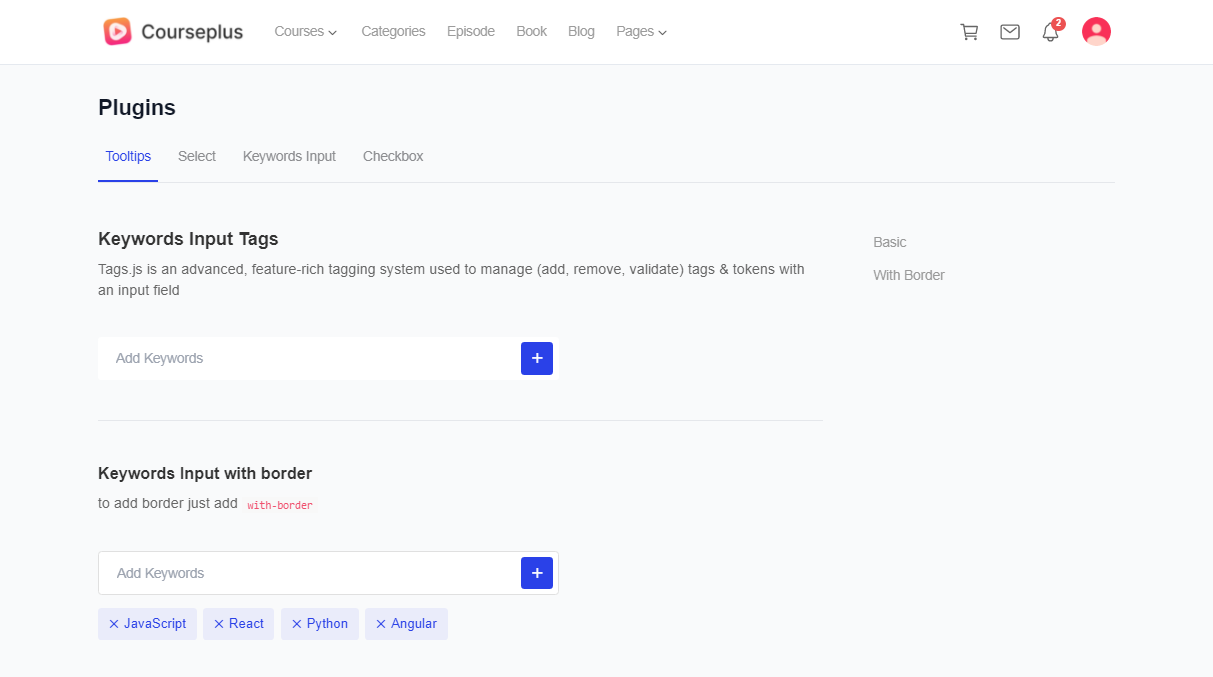 Courseplus
Courses
Categories
Episode
Book
Blog
Pages
2
Plugins
Tooltips
Select
Keywords Input
Checkbox
Keywords Input Tags
Tags.js is an advanced, feature-rich tagging system used to manage (add, remove, validate) tags & tokens with
an input field
Basic
With Border
Add Keywords
+
Keywords Input with border
to add border just add with-border
Add Keywords
+
JavaScript
React
Python
Angular